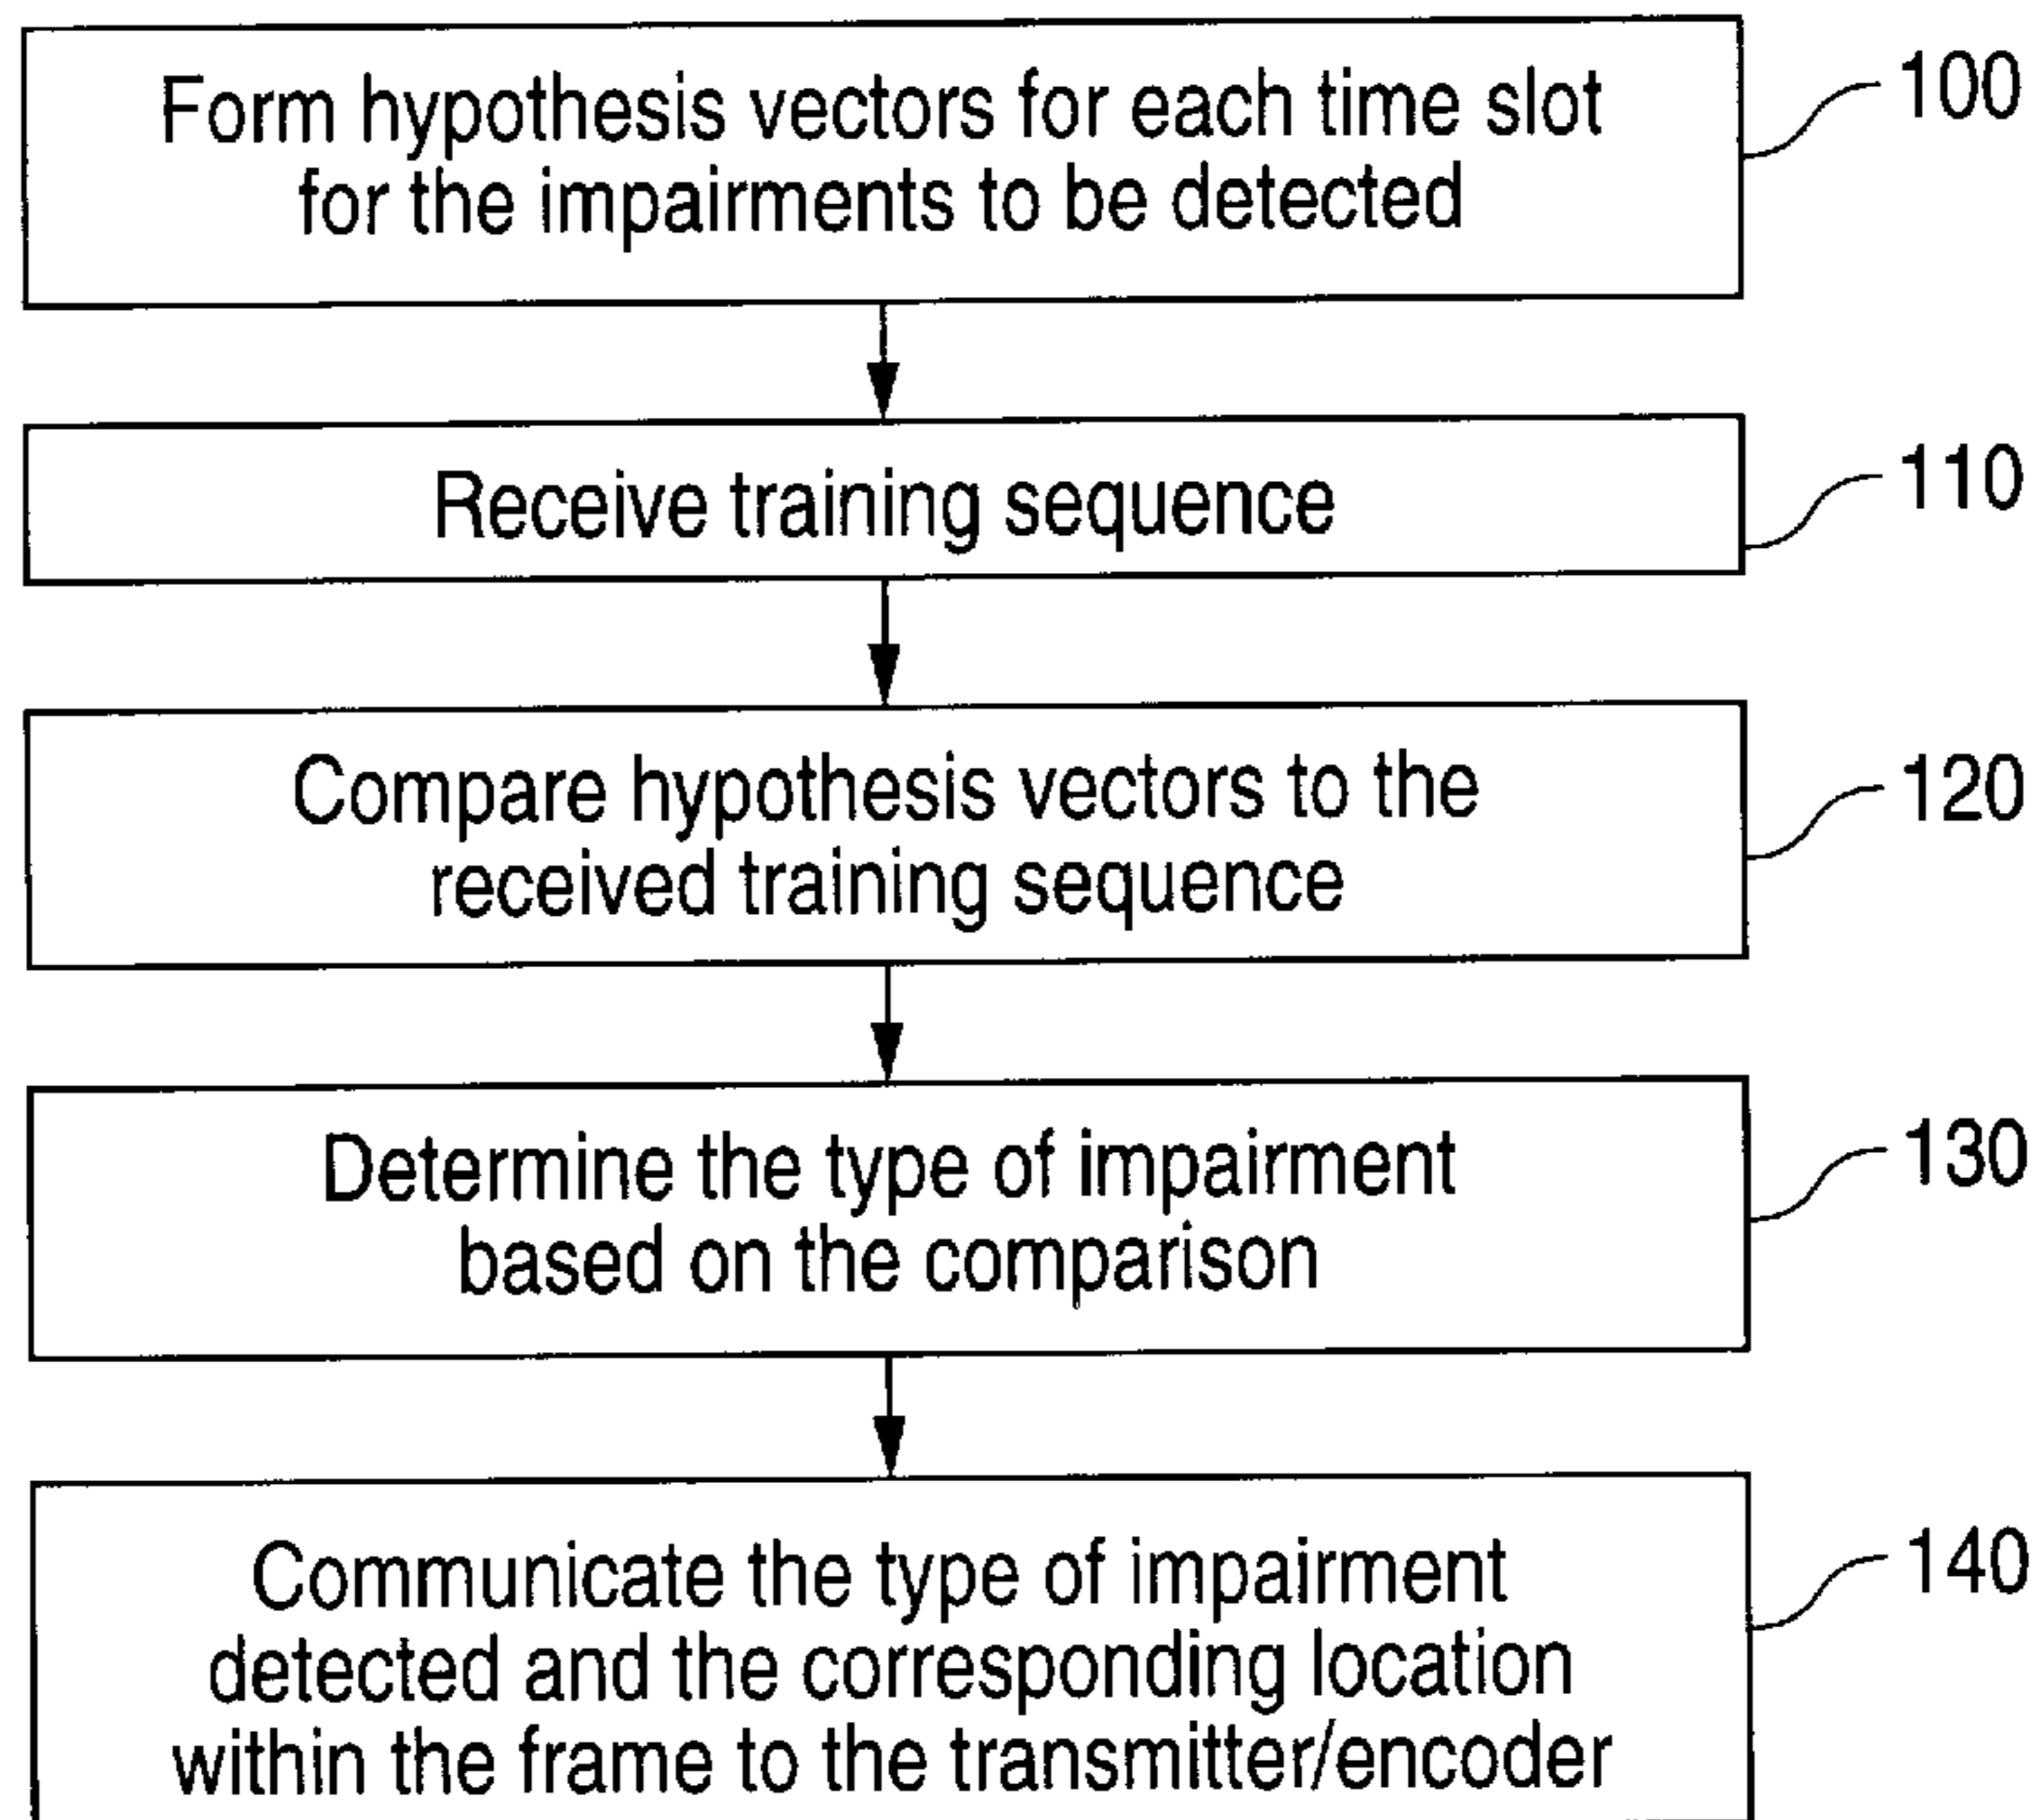 Form hypothesis vectors for each time slot
for the impairments to be detected
100
Receive training sequence
110
Compare hypothesis vectors to the
received training sequence
120
Determine the type of impairment
based on the comparison
130
Communicate the type of impairment
detected and the corresponding location
within the frame to the transmitter/encoder
140